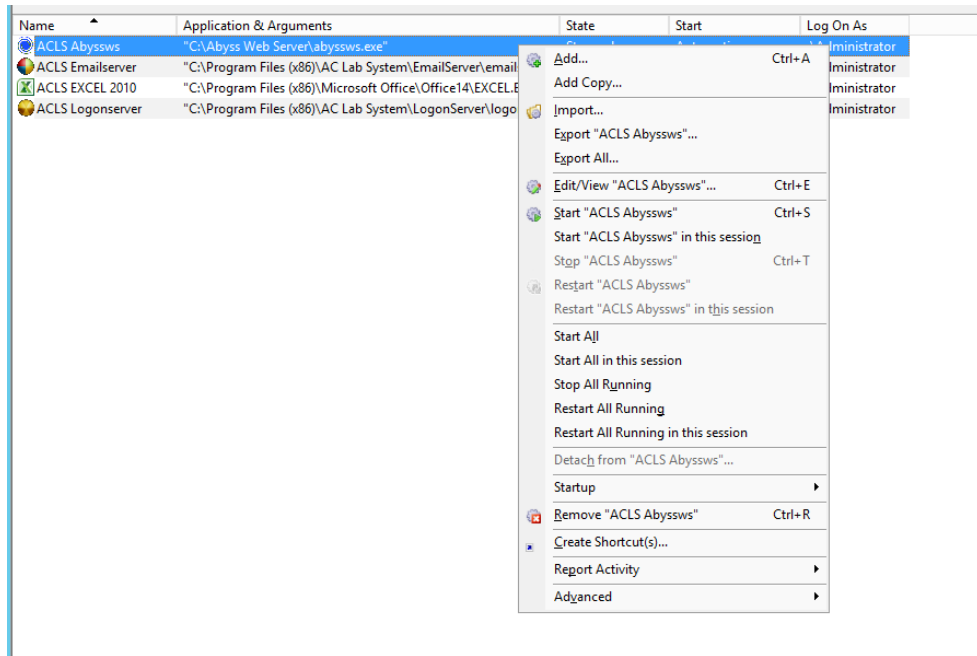 Name Application & Arguments State Start Log On As
ACLS Abyssws "C:\Abyss Web Server\abyssws.exe"
ACLS Emailserver "C:\Program Files (x86)\AC Lab System\EmailServer\email
ACLS EXCEL 2010 "C:\Program Files (x86)\Microsoft Office\Office14\EXCEL.E
ACLS Logonserver "C:\Program Files (x86)\AC Lab System\LogonServer\logo
Add... Ctrl+A
Add Copy...
Import...
Export "ACLS Abyssws"...
Export All...
Edit/View "ACLS Abyssws"... Ctrl+E
Start "ACLS Abyssws" Ctrl+S
Start "ACLS Abyssws" in this session
Stop "ACLS Abyssws" Ctrl+T
Restart "ACLS Abyssws"
Restart "ACLS Abyssws" in this session
Start All
Start All in this session
Stop All Running
Restart All Running
Restart All Running in this session
Detach from "ACLS Abyssws"...
Startup
Remove "ACLS Abyssws" Ctrl+R
Create Shortcut(s)...
Report Activity
Advanced